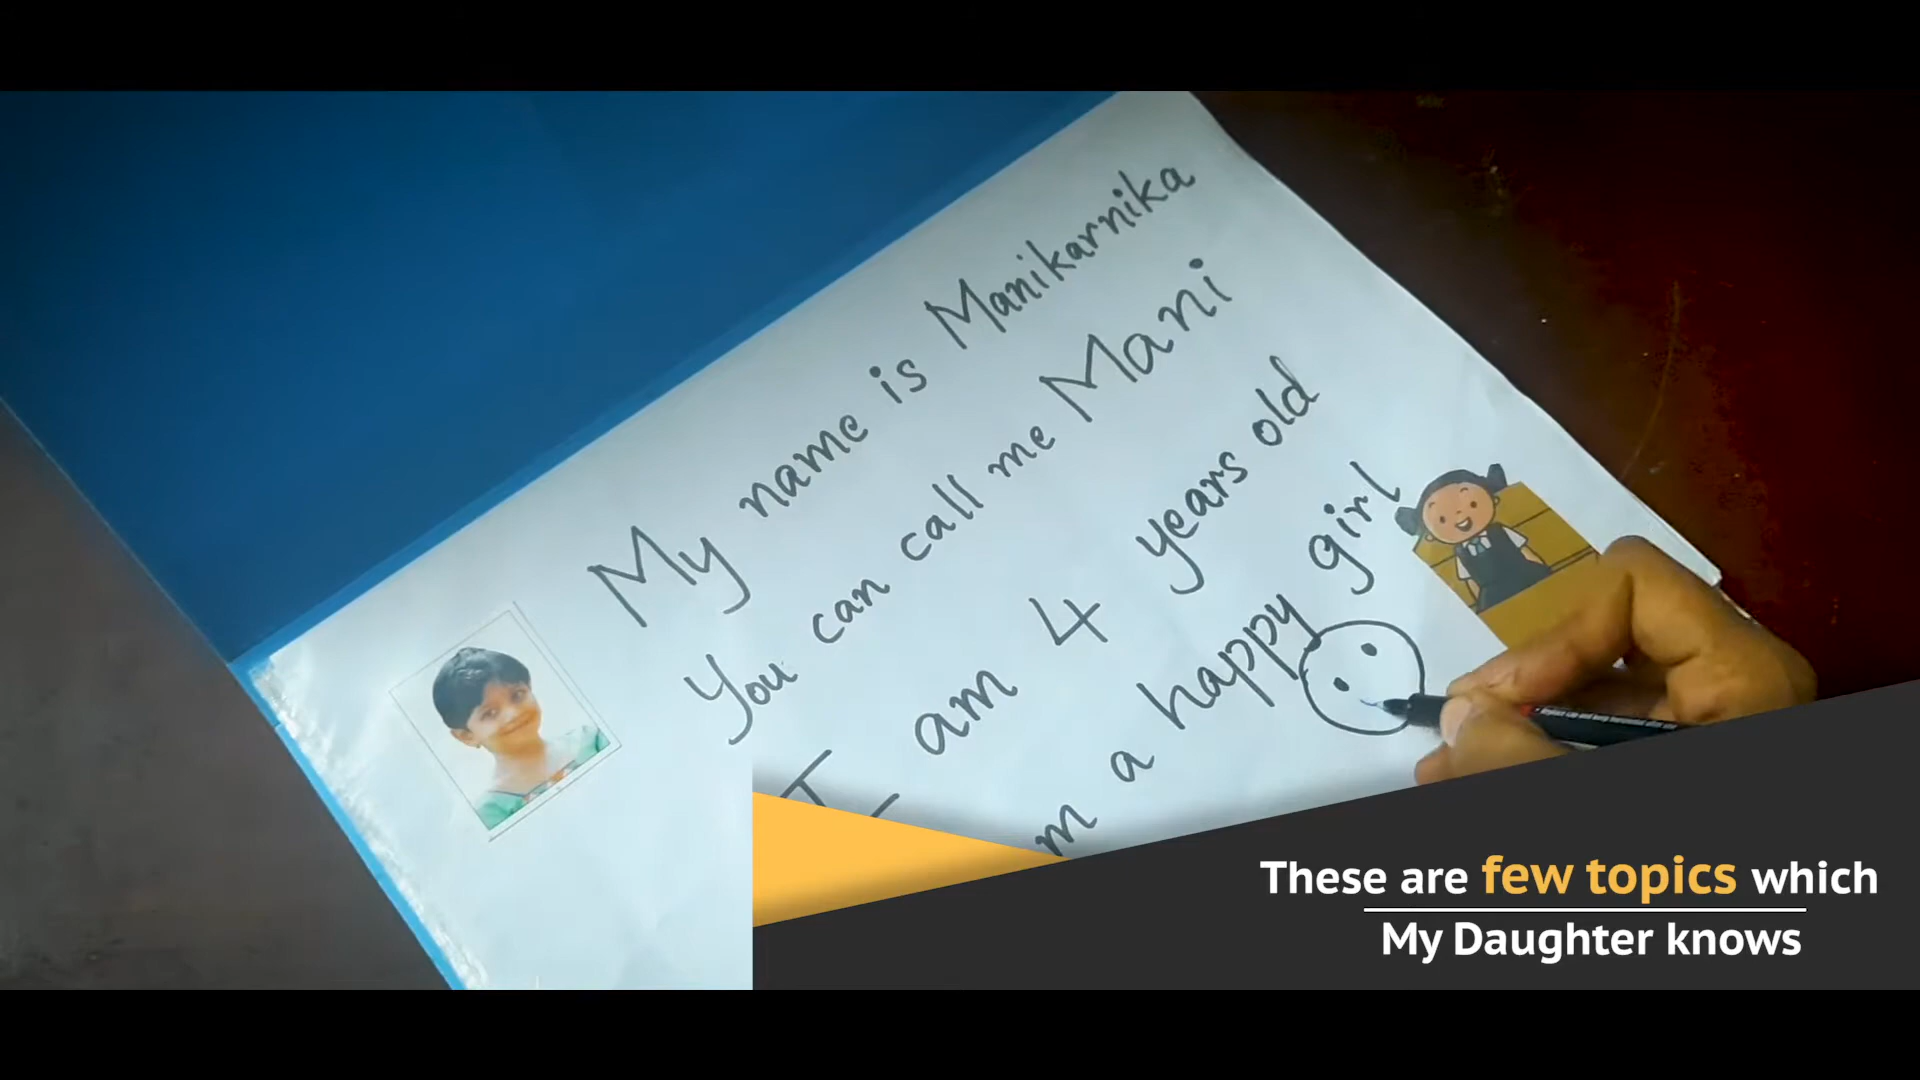 My name is Manikarnika
You can call me Mani
I am 4 years old
I m a happy girl
These are few topics which
My Daughter knows